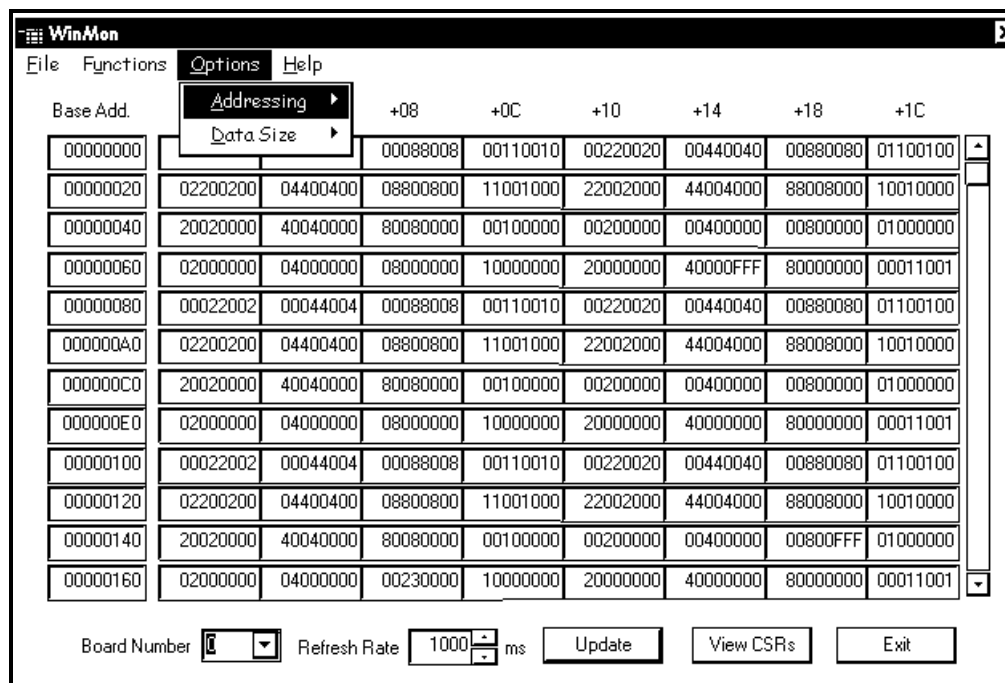 WinMon
File Functions Options Help
Addressing
Data Size
Base Add. +08 +0C +10 +14 +18 +1C
00000000 00088008 00110010 00220020 00440040 00880080 01100100
00000020 02200200 04400400 08800800 11001000 22002000 44004000 88008000 10010000
00000040 20020000 40040000 80080000 00100000 00200000 00400000 00800000 01000000
00000060 02000000 04000000 08000000 10000000 20000000 40000FFF 80000000 00011001
00000080 00022002 00044004 00088008 00110010 00220020 00440040 00880080 01100100
000000A0 02200200 04400400 08800800 11001000 22002000 44004000 88008000 10010000
000000C0 20020000 40040000 80080000 00100000 00200000 00400000 00800000 01000000
000000E0 02000000 04000000 08000000 10000000 20000000 40000000 80000000 00011001
00000100 00022002 00044004 00088008 00110010 00220020 00440040 00880080 01100100
00000120 02200200 04400400 08800800 11001000 22002000 44004000 88008000 10010000
00000140 20020000 40040000 80080000 00100000 00200000 00400000 00800FFF 01000000
00000160 02000000 04000000 00230000 10000000 20000000 40000000 80000000 00011001
Board Number Refresh Rate 1000 ms Update View CSRs Exit